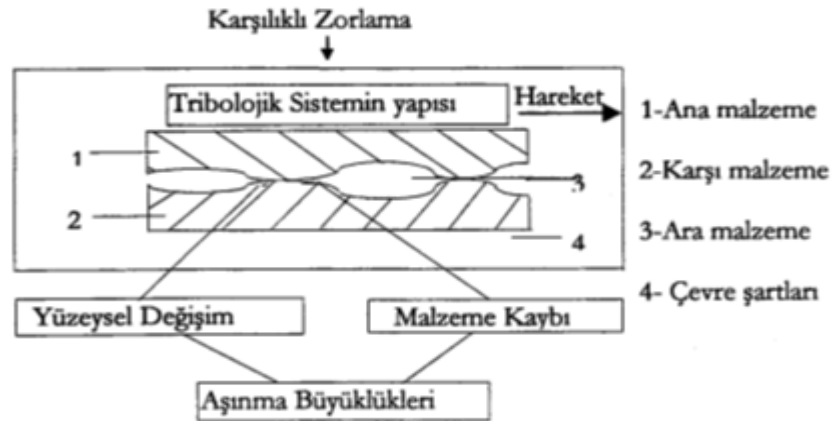 Karşılıklı Zorlama
Tribolojik Sistemin yapısı
Hareket
1
2
3
4
1-Ana malzeme
2-Karşı malzeme
3-Ara malzeme
4- Çevre şartları
Yüzeysel Değişim
Malzeme Kaybı
Aşınma Büyüklükleri